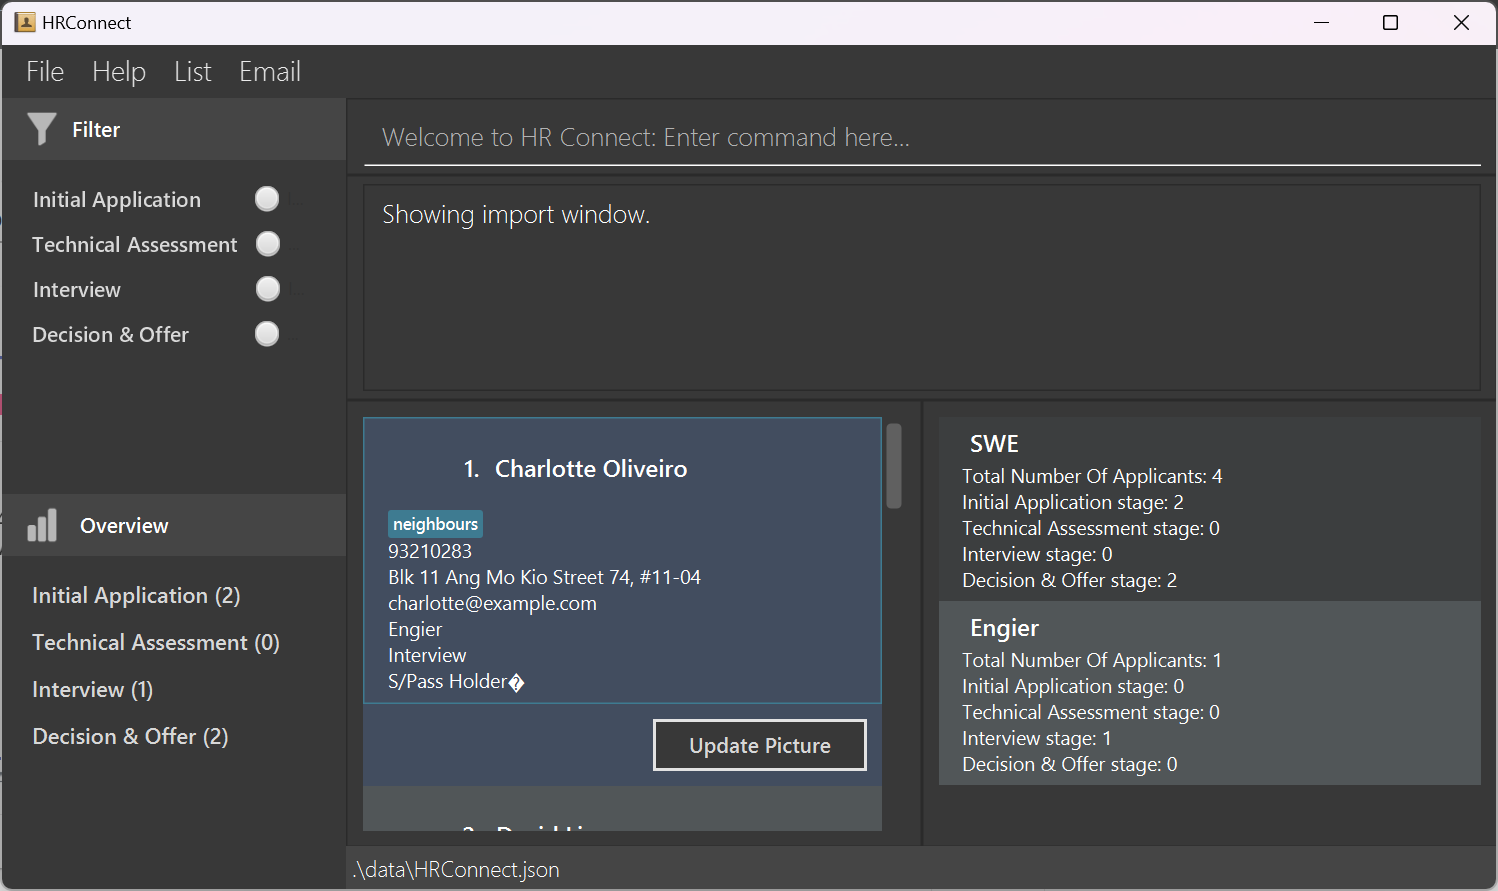 HRConnect
File Help List Email
Filter
Initial Application
Technical Assessment
Interview
Decision & Offer
Overview
Initial Application (2)
Technical Assessment (0)
Interview (1)
Decision & Offer (2)
Welcome to HR Connect: Enter command here...
Showing import window.
1. Charlotte Oliveiro
neighbours
93210283
Blk 11 Ang Mo Kio Street 74, #11-04
charlotte@example.com
Engier
Interview
S/Pass Holder�
Update Picture
SWE
Total Number Of Applicants: 4
Initial Application stage: 2
Technical Assessment stage: 0
Interview stage: 0
Decision & Offer stage: 2
Engier
Total Number Of Applicants: 1
Initial Application stage: 0
Technical Assessment stage: 0
Interview stage: 1
Decision & Offer stage: 0
.\data\HRConnect.json